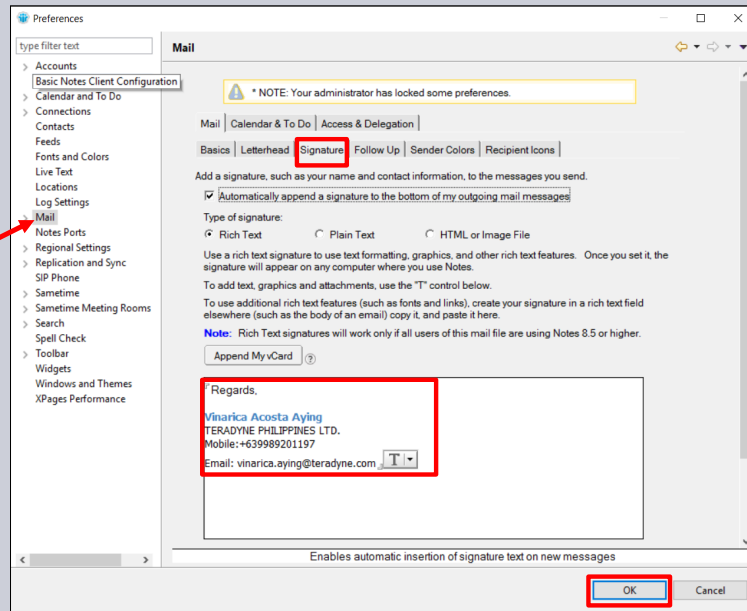 Preferences
type filter text
Accounts
Basic Notes Client Configuration
Calendar and To Do
Connections
Contacts
Feeds
Fonts and Colors
Live Text
Locations
Log Settings
Mail
Notes Ports
Regional Settings
Replication and Sync
SIP Phone
Sametime
Sametime Meeting Rooms
Search
Spell Check
Toolbar
Widgets
Windows and Themes
XPages Performance
Mail
* NOTE: Your administrator has locked some preferences.
Mail Calendar & To Do Access & Delegation
Basics Letterhead Signature Follow Up Sender Colors Recipient Icons
Add a signature, such as your name and contact information, to the messages you send.
Automatically append a signature to the bottom of my outgoing mail messages
Type of signature:
Rich Text Plain Text HTML or Image File
Use a rich text signature to use text formatting, graphics, and other rich text features. Once you set it, the
signature will appear on any computer where you use Notes.
To add text, graphics and attachments, use the "T" control below.
To use additional rich text features (such as fonts and links), create your signature in a rich text field
elsewhere (such as the body of an email) copy it, and paste it here.
Note: Rich Text signatures will work only if all users of this mail file are using Notes 8.5 or higher.
Append My vCard ?
Regards,
Vinarica Acosta Aying
TERADYNE PHILIPPINES LTD.
Mobile:+639989201197
Email: vinarica.aying@teradyne.com T
Enables automatic insertion of signature text on new messages
OK Cancel